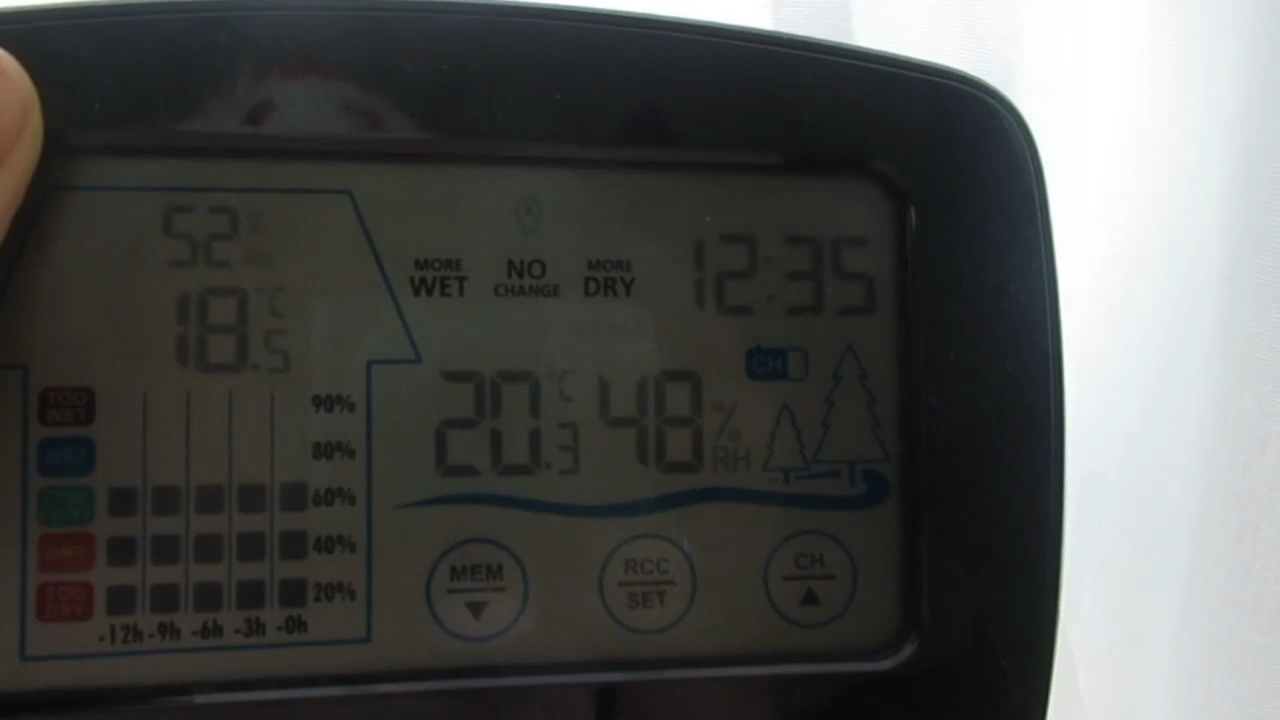 52 %
18.5 °C
MORE WET
NO CHANGE
MORE DRY
12:35
CH
20.3 °C
48 % RH
TOO WET
WET
DRY
TOO DRY
90%
80%
60%
40%
20%
-12h -9h -6h -3h -0h
MEM
RCC
SET
CH